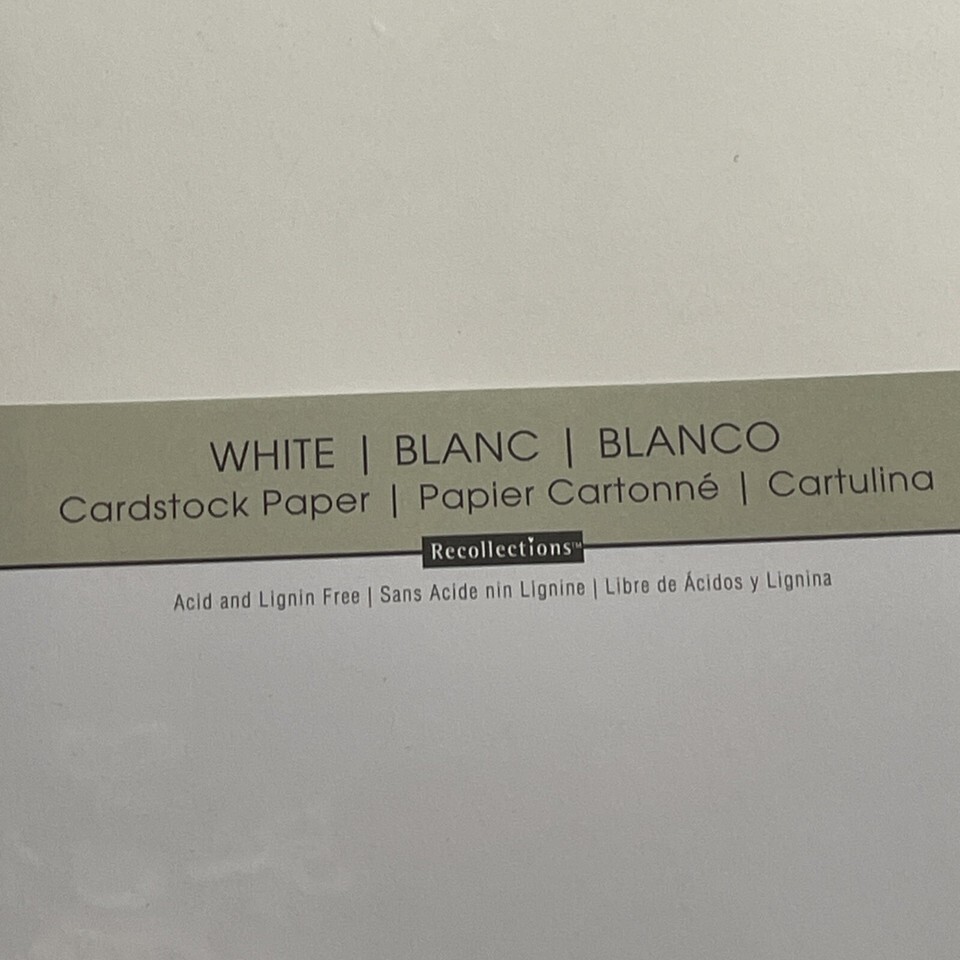 WHITE | BLANC | BLANCO
Cardstock Paper | Papier Cartonné | Cartulina
Recollections™
Acid and Lignin Free | Sans Acide nin Lignine | Libre de Ácidos y Lignina